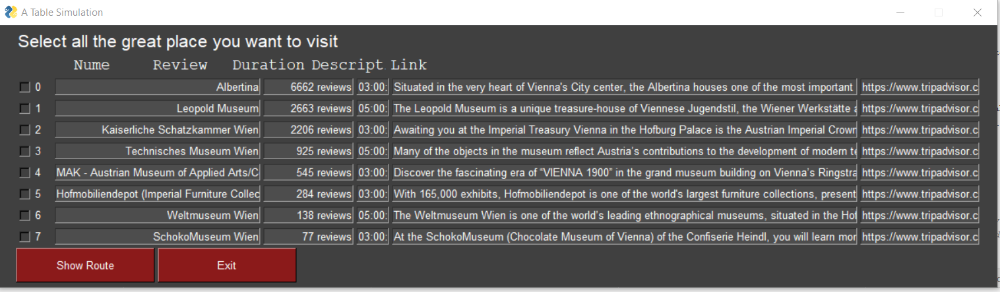 A Table Simulation
Select all the great place you want to visit
Nume Review Duration Descript. Link
0 Albertina 6662 reviews 03:00: Situated in the very heart of Vienna's City center, the Albertina houses one of the most important https://www.tripadvisor.c
1 Leopold Museum 2663 reviews 05:00: The Leopold Museum is a unique treasure-house of Viennese Jugendstil, the Wiener Werkstätte a https://www.tripadvisor.c
2 Kaiserliche Schatzkammer Wien 2206 reviews 03:00: Awaiting you at the Imperial Treasury Vienna in the Hofburg Palace is the Austrian Imperial Crown https://www.tripadvisor.c
3 Technisches Museum Wien 925 reviews 05:00: Many of the objects in the museum reflect Austria's contributions to the development of modern te https://www.tripadvisor.c
4 MAK - Austrian Museum of Applied Arts/C 545 reviews 03:00: Discover the fascinating era of “VIENNA 1900” in the grand museum building on Vienna's Ringstra https://www.tripadvisor.c
5 Hofmobiliendepot (Imperial Furniture Collec 284 reviews 03:00: With 165,000 exhibits, Hofmobiliendepot is one of the world's largest furniture collections, present https://www.tripadvisor.c
6 Weltmuseum Wien 138 reviews 05:00: The Weltmuseum Wien is one of the world's leading ethnographical museums, situated in the Hof https://www.tripadvisor.c
7 SchokoMuseum Wien 77 reviews 03:00: At the SchokoMuseum (Chocolate Museum of Vienna) of the Confiserie Heindl, you will learn mor https://www.tripadvisor.c
Show Route Exit